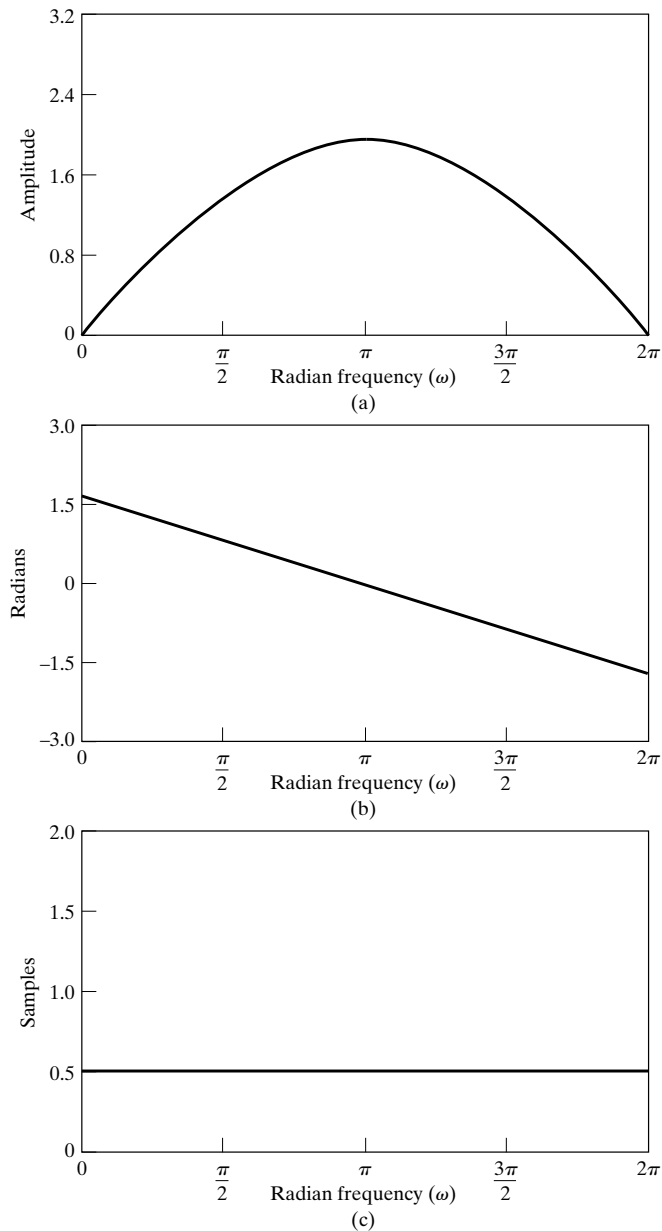 3.2
2.4
1.6
0.8
0
Amplitude
0
π/2
π
3π/2
2π
Radian frequency (ω)
(a)
3.0
1.5
0
–1.5
–3.0
Radians
0
π/2
π
3π/2
2π
Radian frequency (ω)
(b)
2.0
1.5
1.0
0.5
0
Samples
0
π/2
π
3π/2
2π
Radian frequency (ω)
(c)